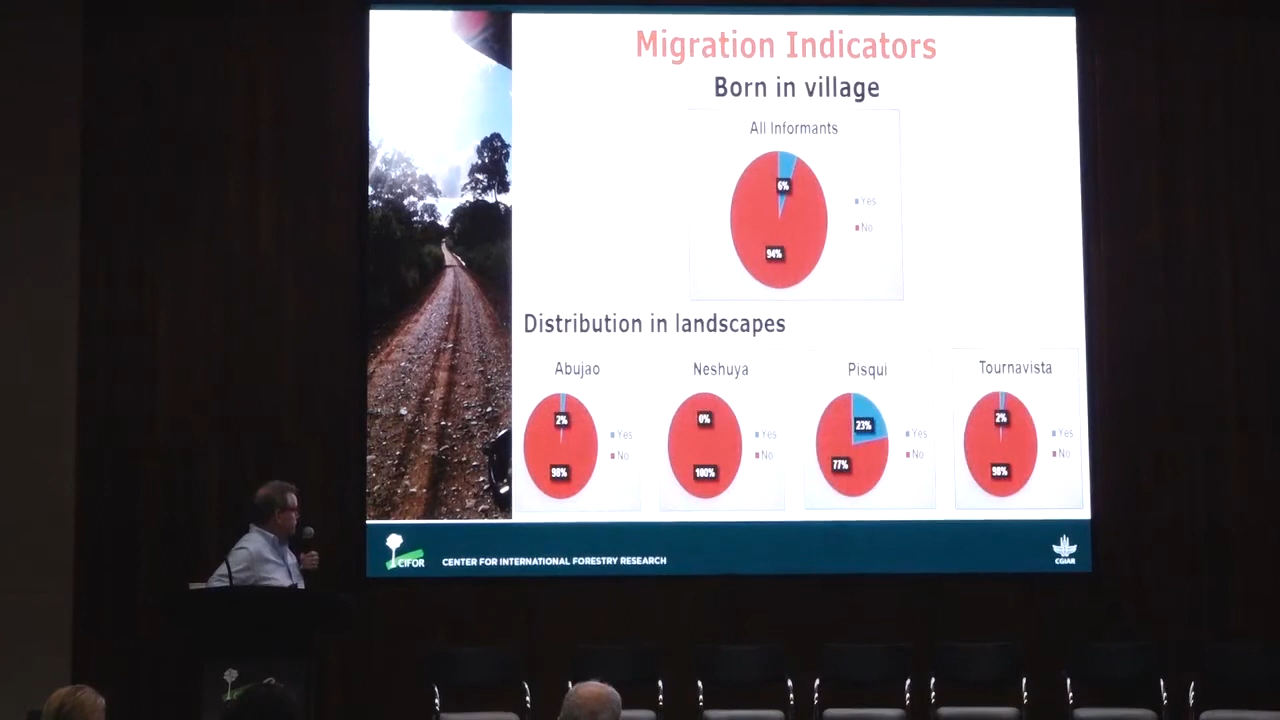 Migration Indicators
Born in village
All Informants
6%
Yes
No
94%
Distribution in landscapes
Abujao
2%
Yes
No
98%
Neshuya
0%
Yes
No
100%
Pisqui
23%
Yes
No
77%
Tournavista
2%
Yes
No
98%
CIFOR
CENTER FOR INTERNATIONAL FORESTRY RESEARCH
CGIAR